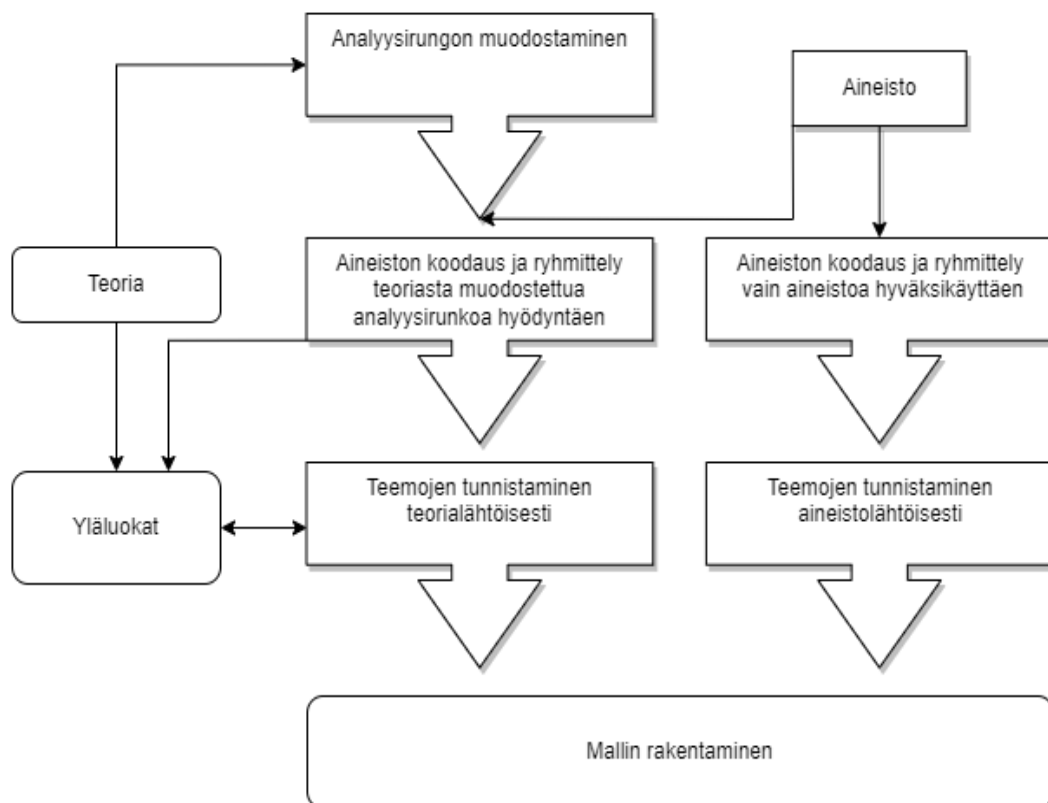 Analyysirungon muodostaminen
Aineisto
Teoria
Aineiston koodaus ja ryhmittely
teoriasta muodostettua
analyysirunkoa hyödyntäen
Aineiston koodaus ja ryhmittely
vain aineistoa hyväksikäyttäen
Yläluokat
Teemojen tunnistaminen
teorialähtöisesti
Teemojen tunnistaminen
aineistolähtöisesti
Mallin rakentaminen